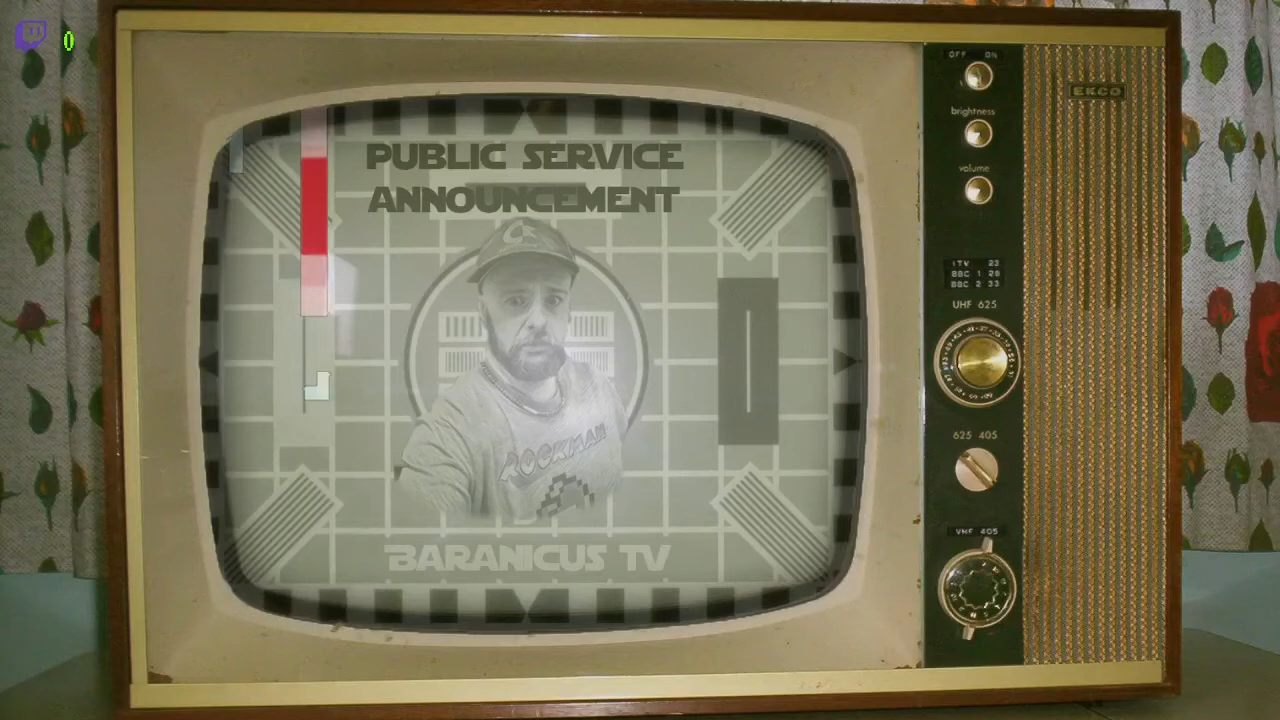 0
PUBLIC SERVICE
ANNOUNCEMENT
ROCKMAN
BARANICUS TV
OFF ON
EKCO
brightness
volume
ITV 23
BBC 1 26
BBC 2 33
UHF 625
625 405
VHF 405